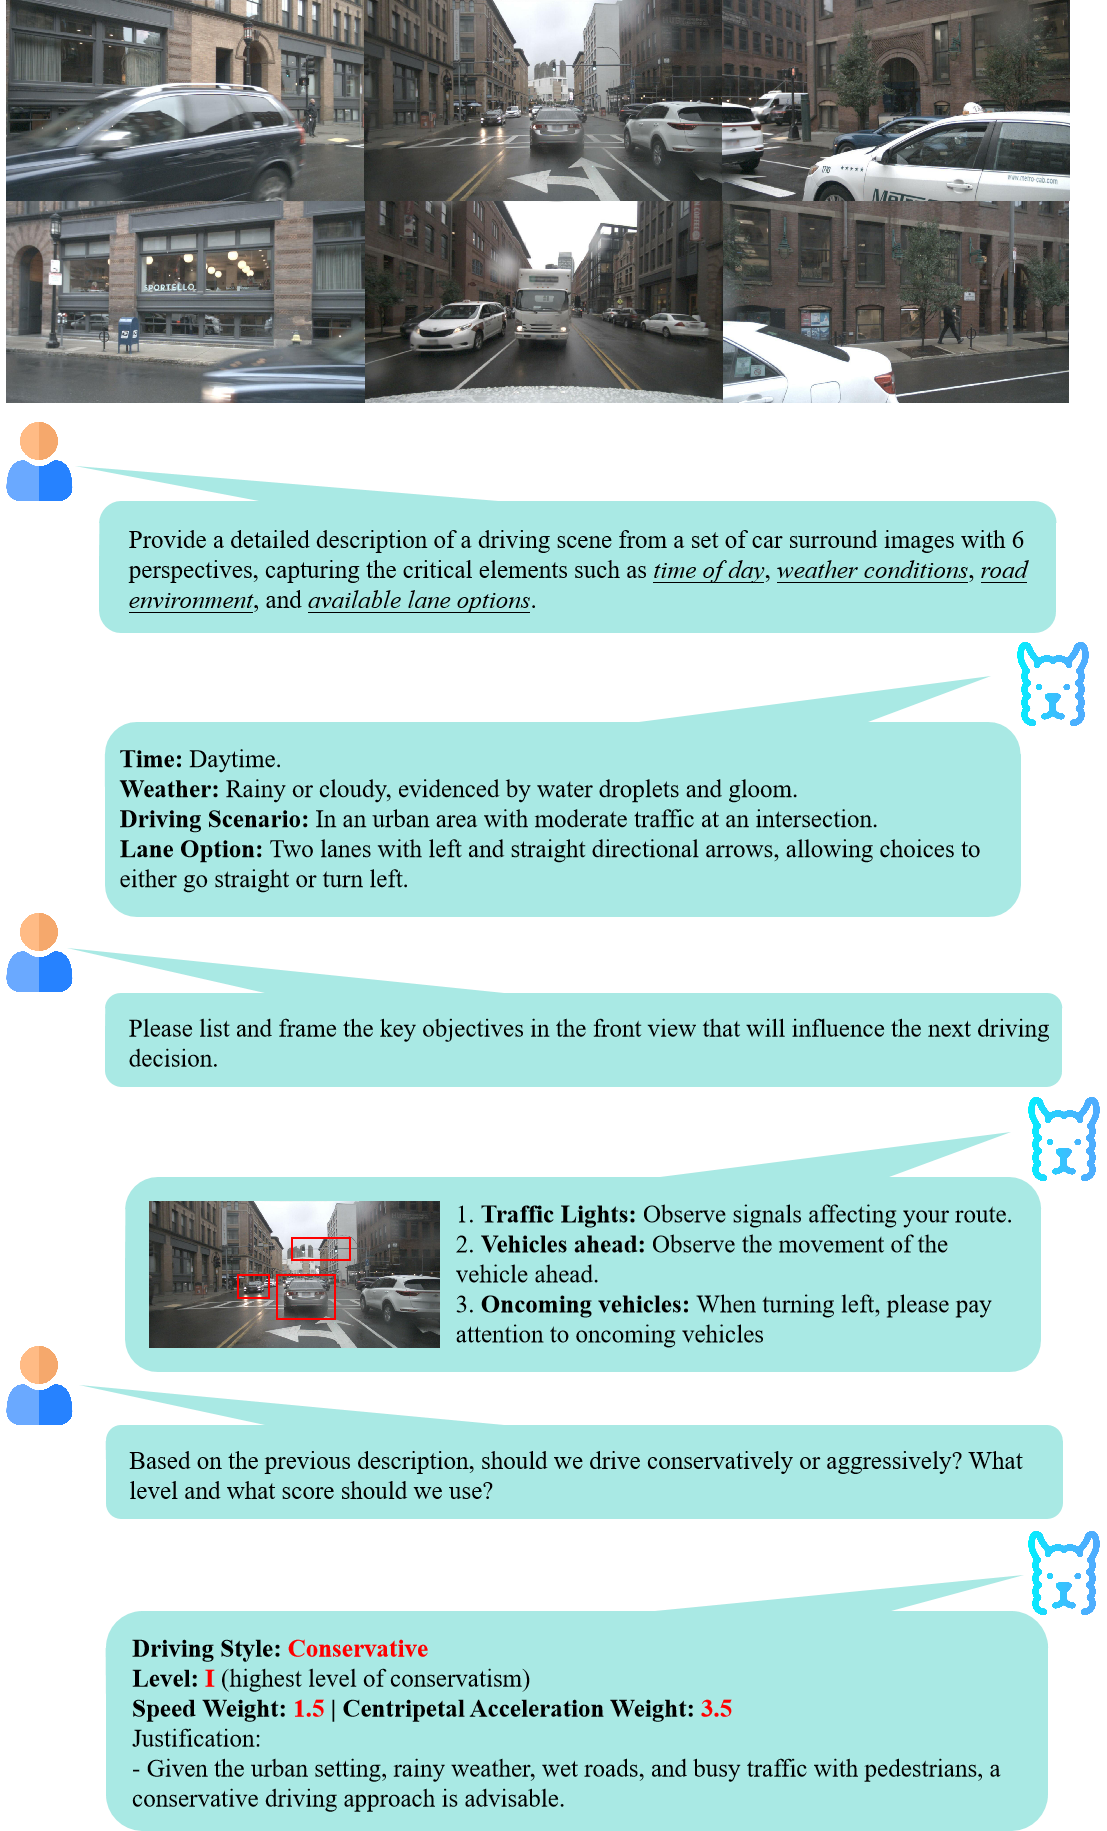 METRO
www.metro-cab.com
SPORTELLO
Provide a detailed description of a driving scene from a set of car surround images with 6
perspectives, capturing the critical elements such as time of day, weather conditions, road
environment, and available lane options.
Time: Daytime.
Weather: Rainy or cloudy, evidenced by water droplets and gloom.
Driving Scenario: In an urban area with moderate traffic at an intersection.
Lane Option: Two lanes with left and straight directional arrows, allowing choices to
either go straight or turn left.
Please list and frame the key objectives in the front view that will influence the next driving
decision.
1. Traffic Lights: Observe signals affecting your route.
2. Vehicles ahead: Observe the movement of the
vehicle ahead.
3. Oncoming vehicles: When turning left, please pay
attention to oncoming vehicles
Based on the previous description, should we drive conservatively or aggressively? What
level and what score should we use?
Driving Style: Conservative
Level: I (highest level of conservatism)
Speed Weight: 1.5 | Centripetal Acceleration Weight: 3.5
Justification:
- Given the urban setting, rainy weather, wet roads, and busy traffic with pedestrians, a
conservative driving approach is advisable.